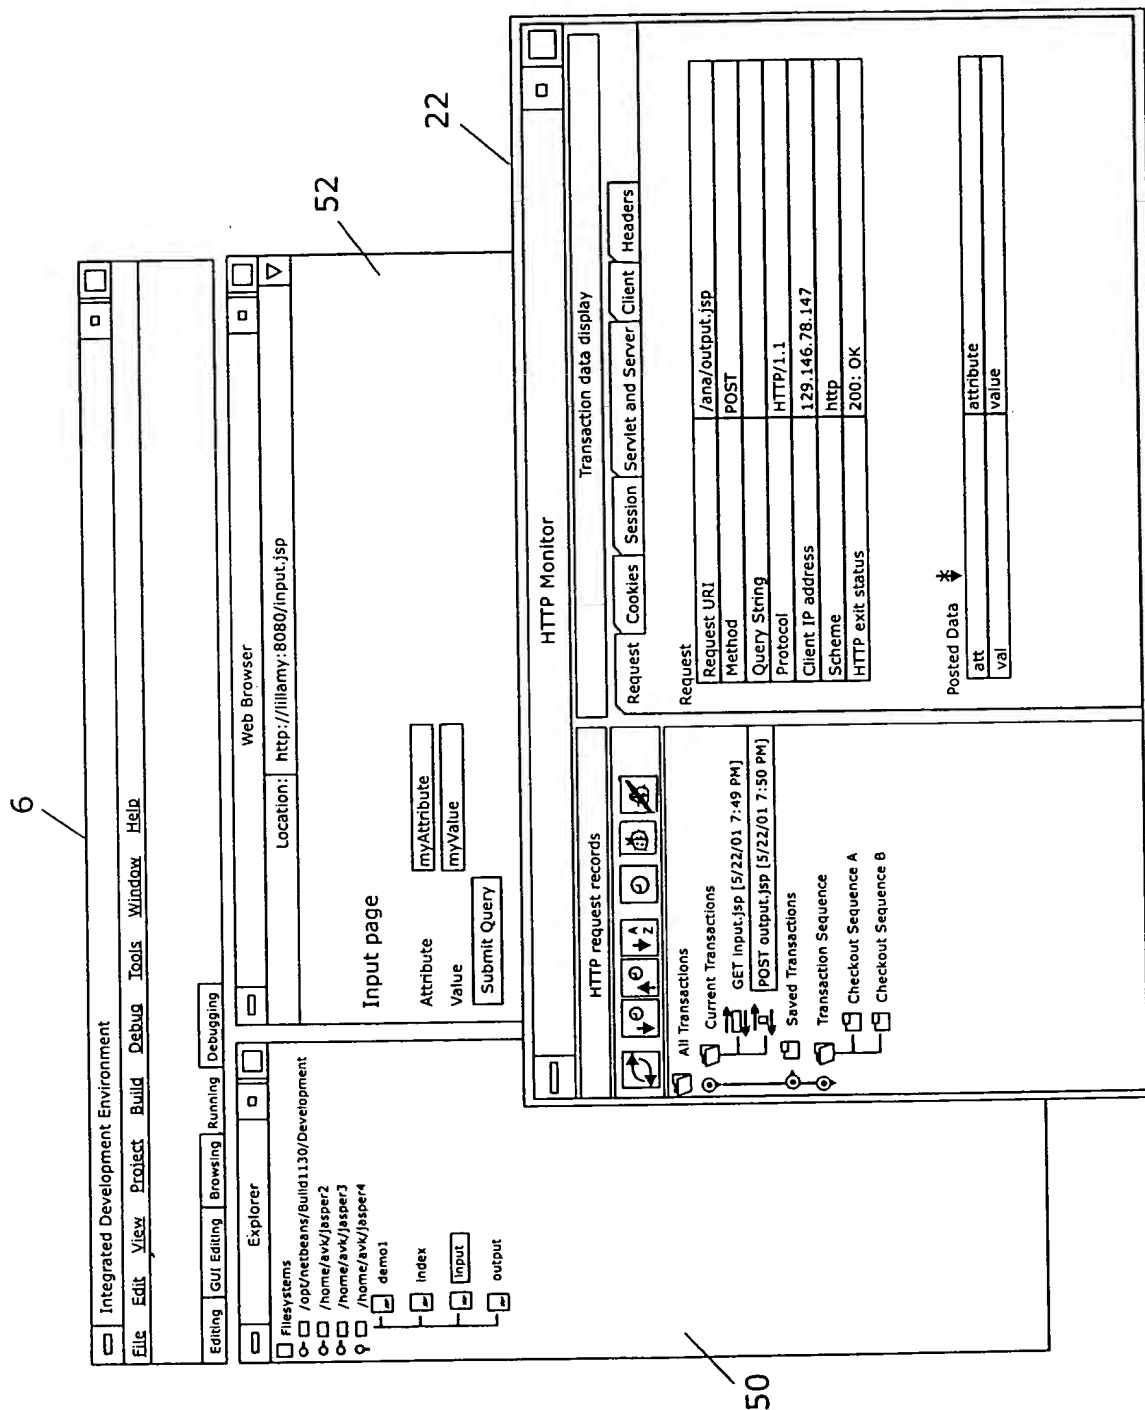 6
Integrated Development Environment
File Edit View Project Build Debug Tools Window Help
Editing GUI Editing Browsing Running Debugging
Explorer
Filesystems
/opt/netbeans/Build1130/Development
/home/avk/jasper2
/home/avk/jasper3
/home/avk/jasper4
demo1
index
input
output
50
Web Browser
Location: http://lillamy:8080/input.jsp
Input page
Attribute myAttribute
Value myValue
Submit Query
52
22
HTTP Monitor
HTTP request records
A
Z
All Transactions
Current Transactions
GET input.jsp [5/22/01 7:49 PM]
POST output.jsp [5/22/01 7:50 PM]
Saved Transactions
Transaction Sequence
Checkout Sequence A
Checkout Sequence B
Transaction data display
Request Cookies Session Servlet and Server Client Headers
Request
Request URI /ana/output.jsp
Method POST
Query String
Protocol HTTP/1.1
Client IP address 129.146.78.147
Scheme http
HTTP exit status 200: OK
Posted Data
att attribute
val value